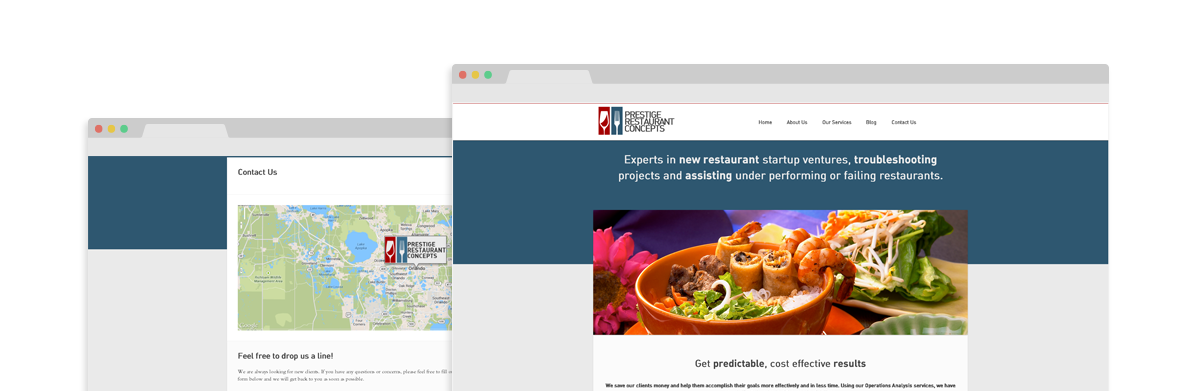 PRESTIGE
RESTAURANT
CONCEPTS
Home About Us Our Services Blog Contact Us
Experts in new restaurant startup ventures, troubleshooting
projects and assisting under performing or failing restaurants.
Get predictable, cost effective results
We save our clients money and help them accomplish their goals more effectively and in less time. Using our Operations Analysis services, we have
Contact Us
PRESTIGE
RESTAURANT
CONCEPTS
Orlando
Feel free to drop us a line!
We are always looking for new clients. If you have any questions or concerns, please feel free to fill o
form below and we will get back to you as soon as possible.